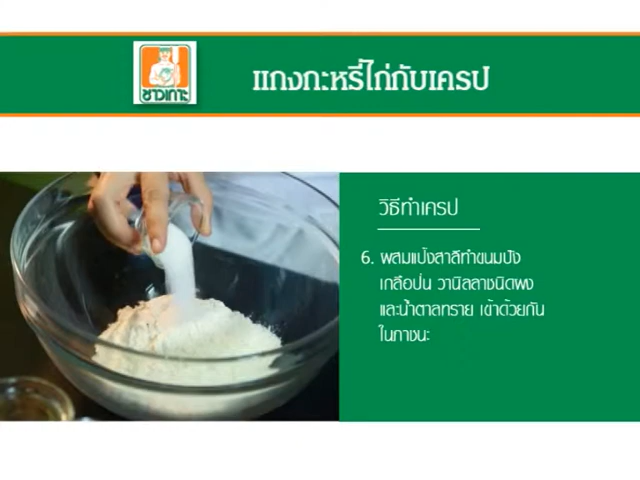 ชาวเกาะ
แกงกะหรี่ไก่กับเครป
วิธีทำเครป
6. ผสมแป้งสาลีทำขนมปัง
เกลือป่น วานิลลาชนิดผง
และน้ำตาลทราย เข้าด้วยกัน
ในภาชนะ